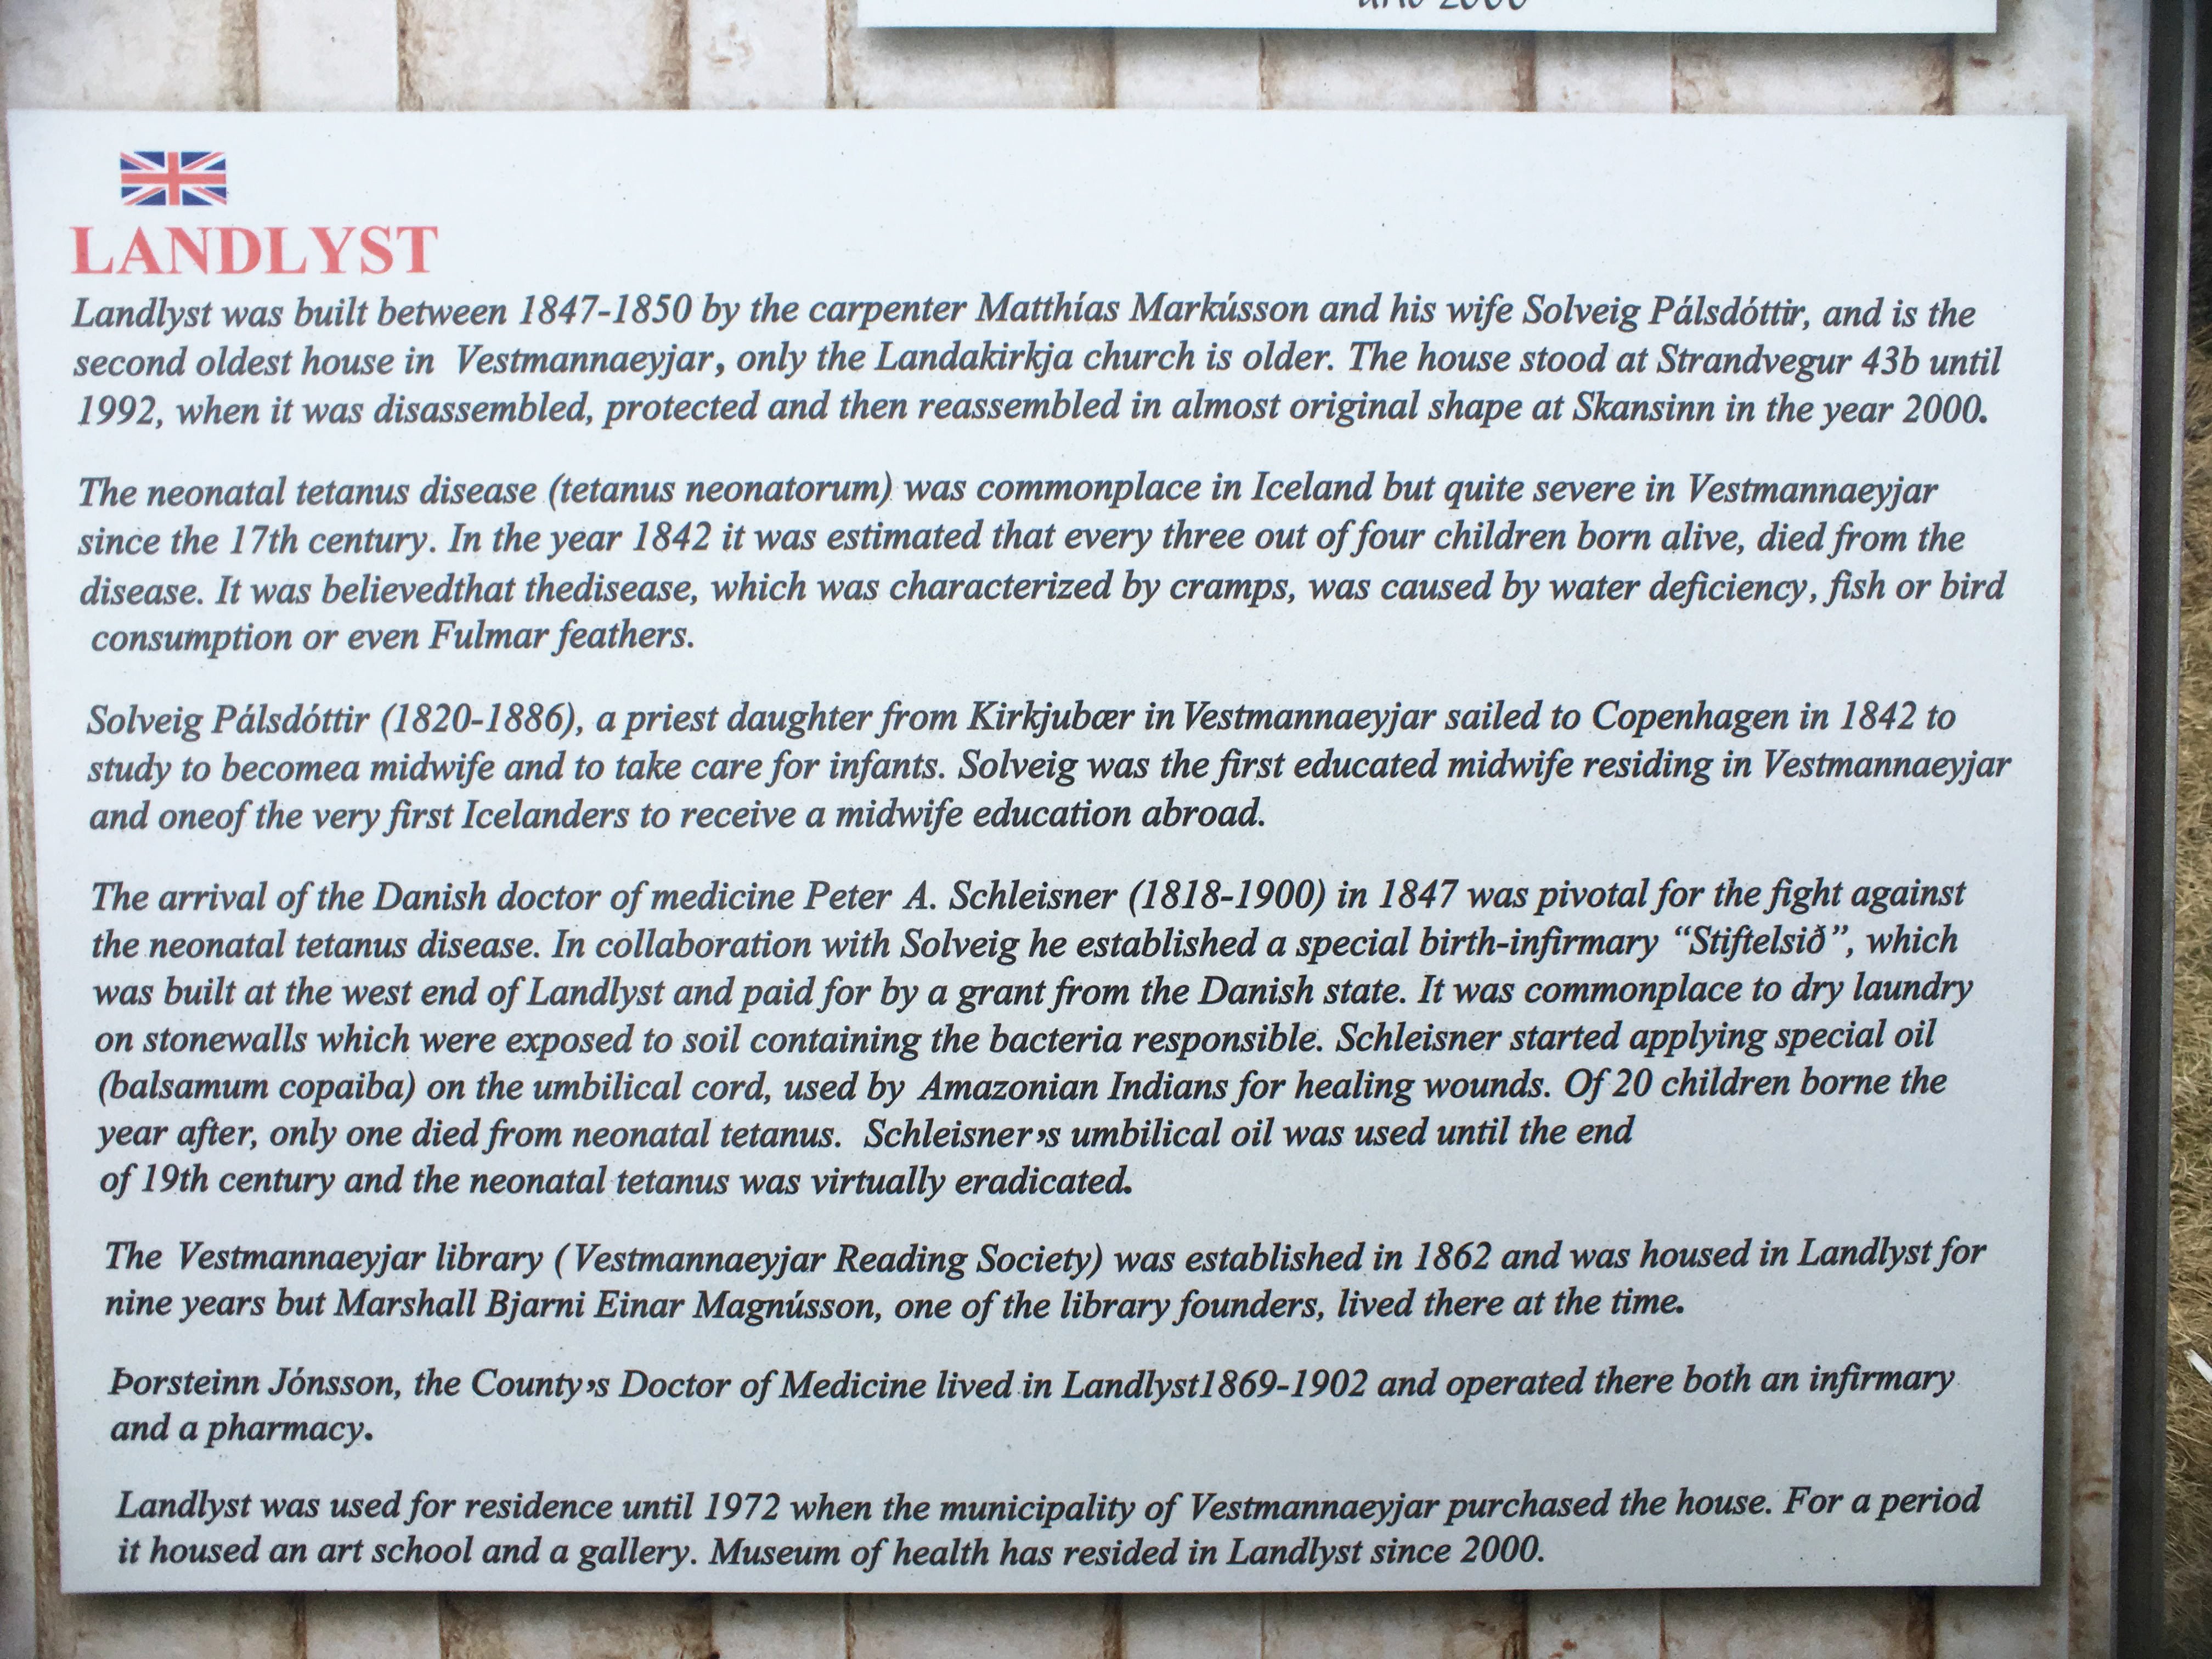 LANDLYST
Landlyst was built between 1847-1850 by the carpenter Matthías Markússon and his wife Solveig Pálsdóttir, and is the
second oldest house in Vestmannaeyjar, only the Landakirkja church is older. The house stood at Strandvegur 43b until
1992, when it was disassembled, protected and then reassembled in almost original shape at Skansinn in the year 2000.
The neonatal tetanus disease (tetanus neonatorum) was commonplace in Iceland but quite severe in Vestmannaeyjar
since the 17th century. In the year 1842 it was estimated that every three out of four children born alive, died from the
disease. It was believedthat thedisease, which was characterized by cramps, was caused by water deficiency, fish or bird
consumption or even Fulmar feathers.
Solveig Pálsdóttir (1820-1886), a priest daughter from Kirkjubær in Vestmannaeyjar sailed to Copenhagen in 1842 to
study to becomea midwife and to take care for infants. Solveig was the first educated midwife residing in Vestmannaeyjar
and oneof the very first Icelanders to receive a midwife education abroad.
The arrival of the Danish doctor of medicine Peter A. Schleisner (1818-1900) in 1847 was pivotal for the fight against
the neonatal tetanus disease. In collaboration with Solveig he established a special birth-infirmary “Stiftelsið”, which
was built at the west end of Landlyst and paid for by a grant from the Danish state. It was commonplace to dry laundry
on stonewalls which were exposed to soil containing the bacteria responsible. Schleisner started applying special oil
(balsamum copaiba) on the umbilical cord, used by Amazonian Indians for healing wounds. Of 20 children borne the
year after, only one died from neonatal tetanus. Schleisner’s umbilical oil was used until the end
of 19th century and the neonatal tetanus was virtually eradicated.
The Vestmannaeyjar library (Vestmannaeyjar Reading Society) was established in 1862 and was housed in Landlyst for
nine years but Marshall Bjarni Einar Magnússon, one of the library founders, lived there at the time.
Þorsteinn Jónsson, the County’s Doctor of Medicine lived in Landlyst1869-1902 and operated there both an infirmary
and a pharmacy.
Landlyst was used for residence until 1972 when the municipality of Vestmannaeyjar purchased the house. For a period
it housed an art school and a gallery. Museum of health has resided in Landlyst since 2000.